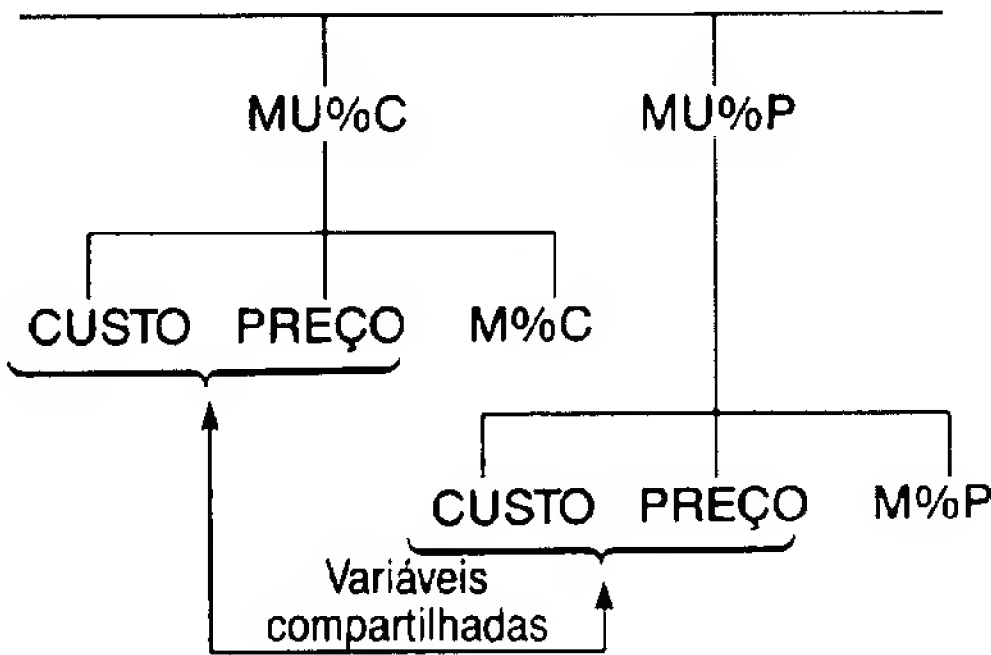 MU%C MU%P
CUSTO PREÇO M%C
CUSTO PREÇO M%P
Variáveis
compartilhadas